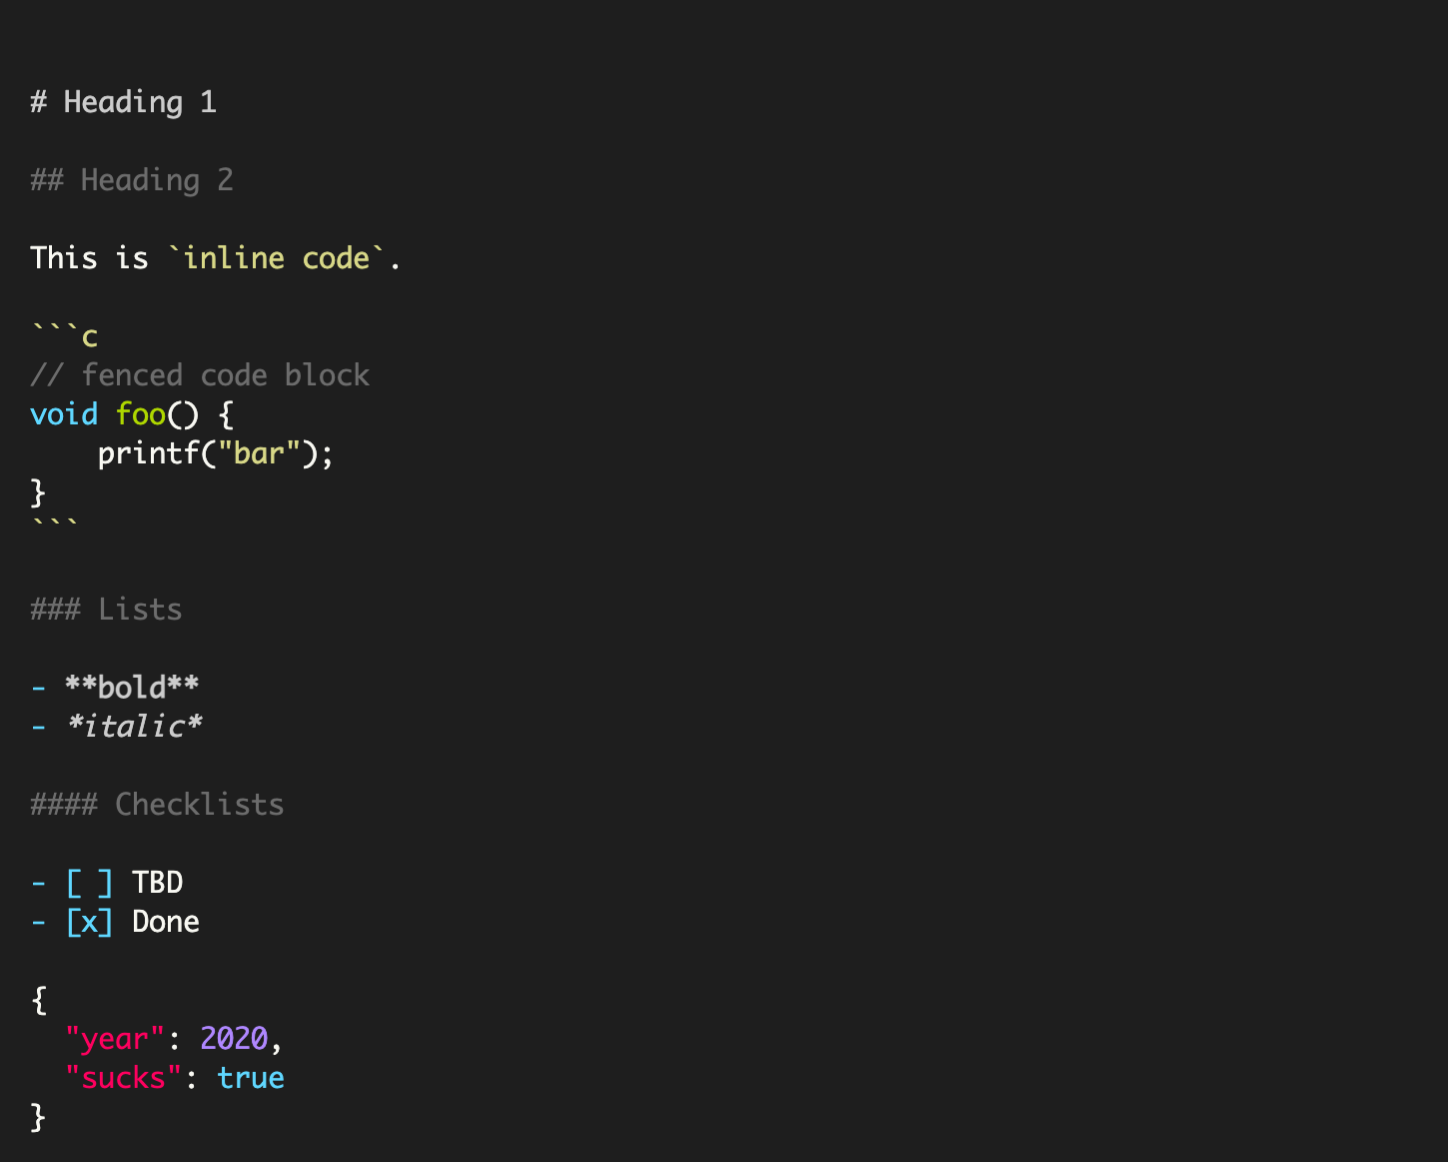 # Heading 1
## Heading 2
This is `inline code`.
```c
// fenced code block
void foo() {
    printf("bar");
}
```
### Lists
- **bold**
- *italic*
#### Checklists
- [ ] TBD
- [x] Done
{
  "year": 2020,
  "sucks": true
}